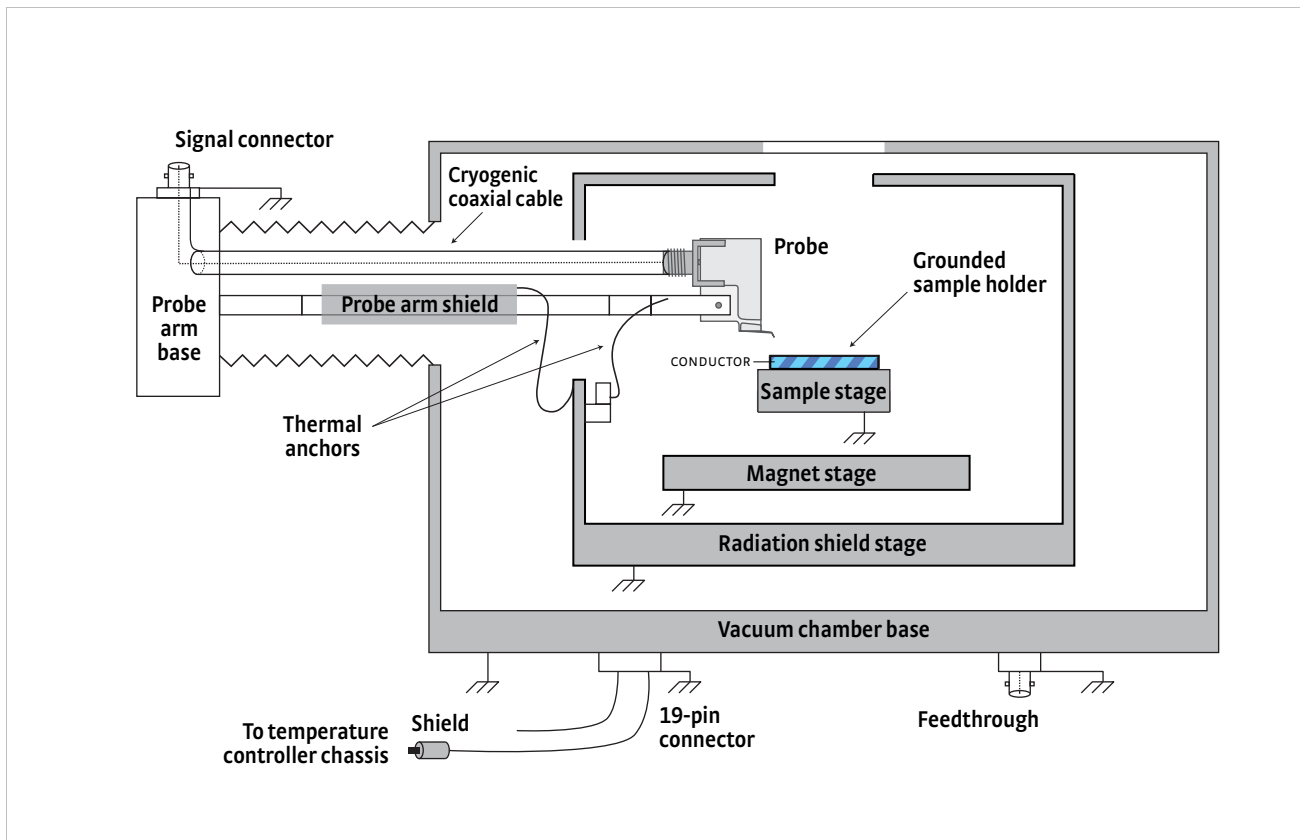 Signal connector
Cryogenic
coaxial cable
Probe
Grounded
sample holder
Probe
arm
base
Probe arm shield
CONDUCTOR
Sample stage
Thermal
anchors
Magnet stage
Radiation shield stage
Vacuum chamber base
To temperature
controller chassis
Shield
19-pin
connector
Feedthrough